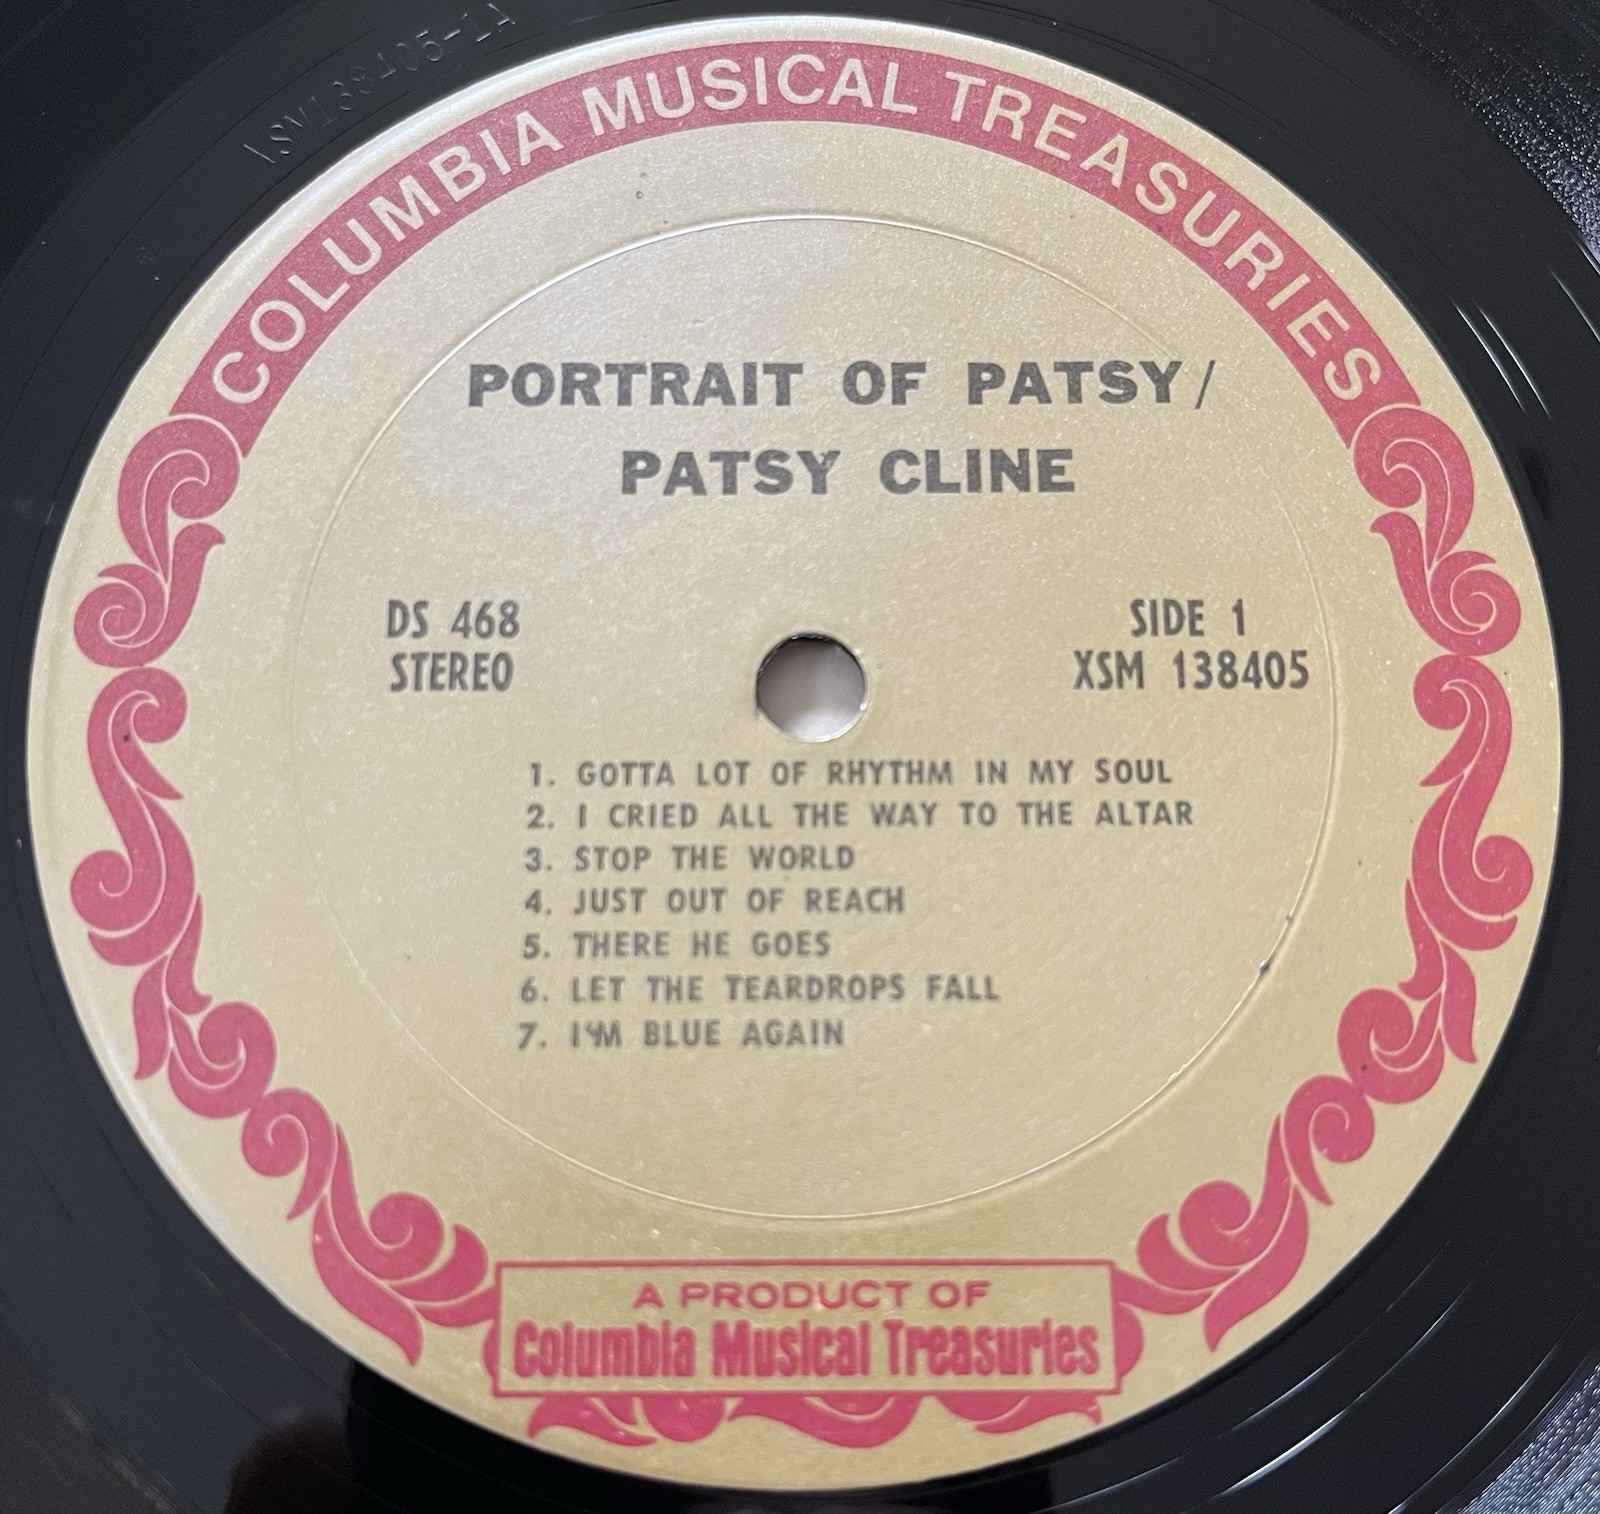 XSM138405-1A
COLUMBIA MUSICAL TREASURIES
PORTRAIT OF PATSY/
PATSY CLINE
DS 468
STEREO
SIDE 1
XSM 138405
1. GOTTA LOT OF RHYTHM IN MY SOUL
2. I CRIED ALL THE WAY TO THE ALTAR
3. STOP THE WORLD
4. JUST OUT OF REACH
5. THERE HE GOES
6. LET THE TEARDROPS FALL
7. I'M BLUE AGAIN
A PRODUCT OF
Columbia Musical Treasuries